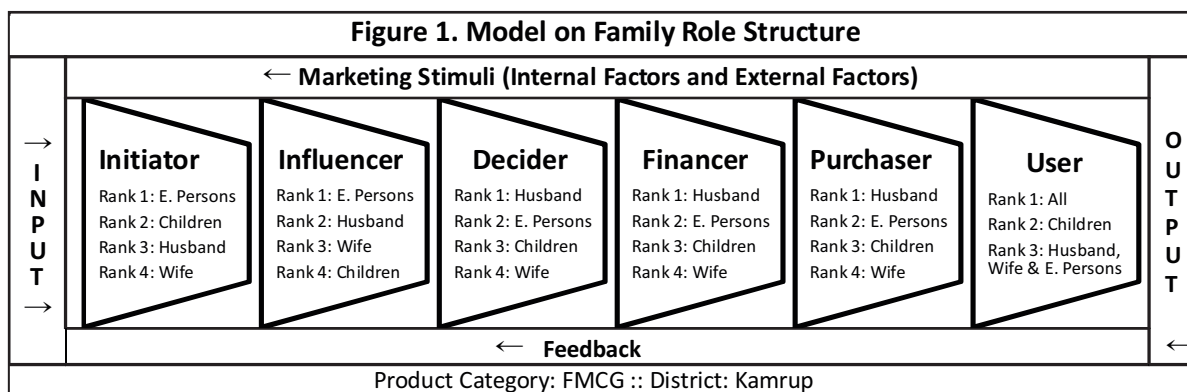 Figure 1. Model on Family Role Structure
← Marketing Stimuli (Internal Factors and External Factors)
→
INPUT
→
Initiator
Rank 1: E. Persons
Rank 2: Children
Rank 3: Husband
Rank 4: Wife
Influencer
Rank 1: E. Persons
Rank 2: Husband
Rank 3: Wife
Rank 4: Children
Decider
Rank 1: Husband
Rank 2: E. Persons
Rank 3: Children
Rank 4: Wife
Financer
Rank 1: Husband
Rank 2: E. Persons
Rank 3: Children
Rank 4: Wife
Purchaser
Rank 1: Husband
Rank 2: E. Persons
Rank 3: Children
Rank 4: Wife
User
Rank 1: All
Rank 2: Children
Rank 3: Husband,
Wife & E. Persons
OUTPUT
←
← Feedback
Product Category: FMCG :: District: Kamrup